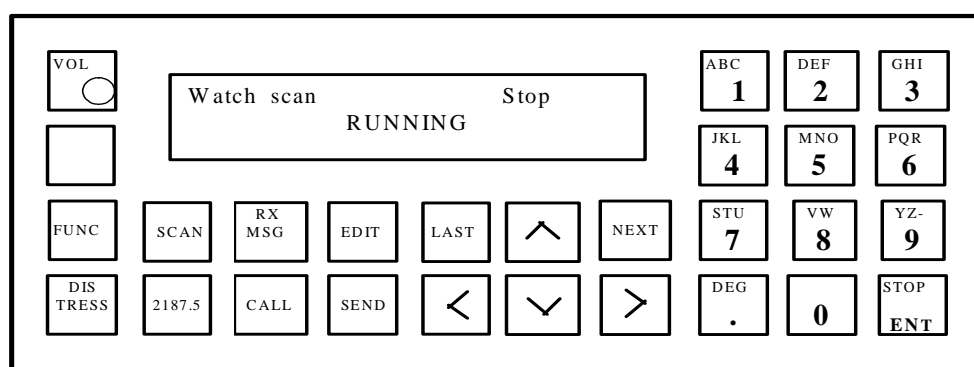 VOL
Watch scan Stop
RUNNING
ABC DEF GHI
1 2 3
JKL MNO PQR
4 5 6
FUNC SCAN RX MSG EDIT LAST NEXT
STU VW YZ-
7 8 9
DIS TRESS 2187.5 CALL SEND
DEG STOP
. 0 ENT